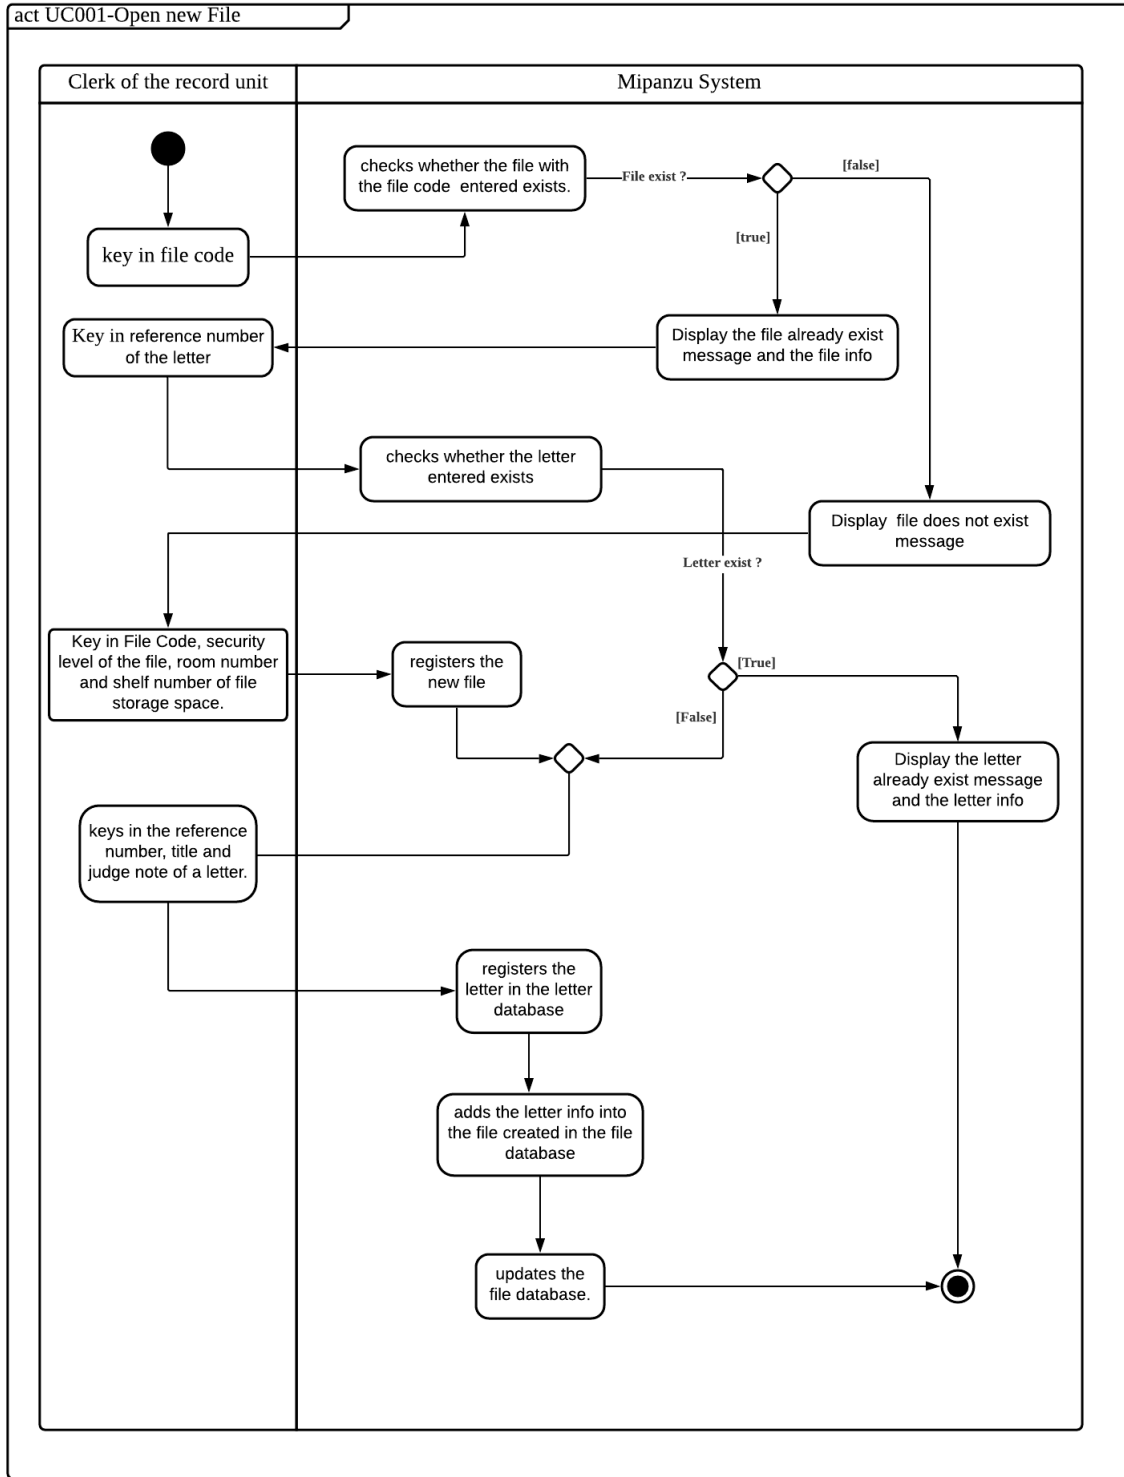 act UC001-Open new File
Clerk of the record unit
Mipanzu System
checks whether the file with
the file code entered exists.
File exist ?
[false]
[true]
key in file code
Key in reference number
of the letter
Display the file already exist
message and the file info
checks whether the letter
entered exists
Display file does not exist
message
Letter exist ?
Key in File Code, security
level of the file, room number
and shelf number of file
storage space.
registers the
new file
[True]
[False]
Display the letter
already exist message
and the letter info
keys in the reference
number, title and
judge note of a letter.
registers the
letter in the letter
database
adds the letter info into
the file created in the file
database
updates the
file database.